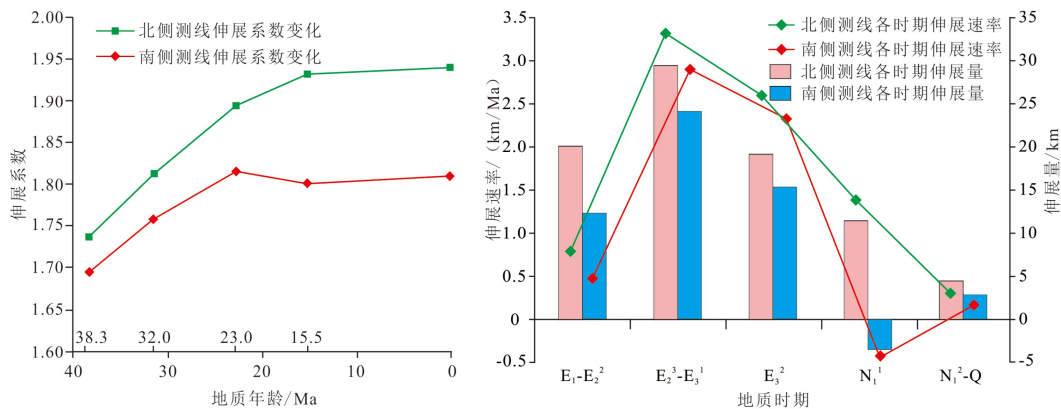 2.00
1.95
1.90
1.85
1.80
1.75
1.70
1.65
1.60
伸展系数
北侧测线伸展系数变化
南侧测线伸展系数变化
38.3 32.0 23.0 15.5
40 30 20 10 0
地质年龄/Ma
3.5
3.0
2.5
2.0
1.5
1.0
0.5
0
-0.5
伸展速率/（km/Ma）
北侧测线各时期伸展速率
南侧测线各时期伸展速率
北侧测线各时期伸展量
南侧测线各时期伸展量
35
30
25
20
15
10
5
0
-5
伸展量/km
E₁-E₂² E₂³-E₃¹ E₃² N₁¹ N₁²-Q
地质时期